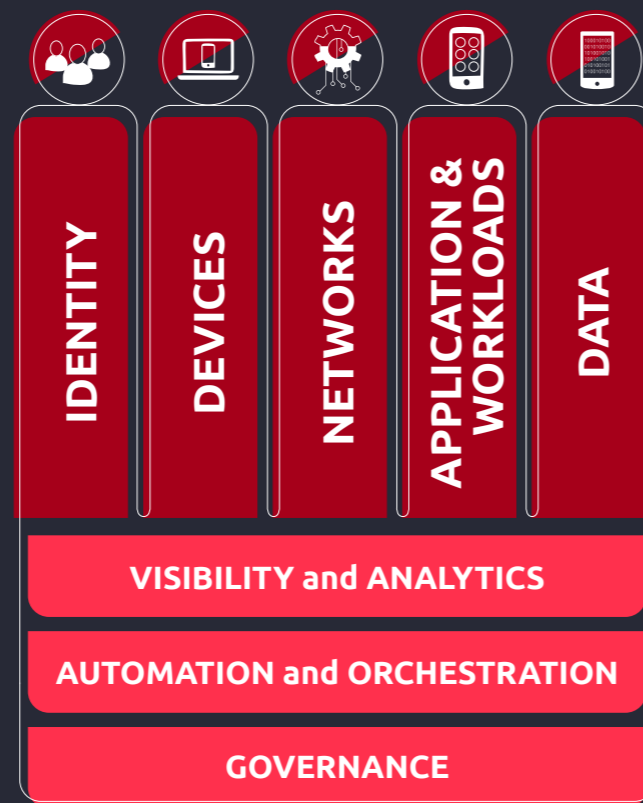 IDENTITY
DEVICES
NETWORKS
APPLICATION &
WORKLOADS
DATA
VISIBILITY and ANALYTICS
AUTOMATION and ORCHESTRATION
GOVERNANCE